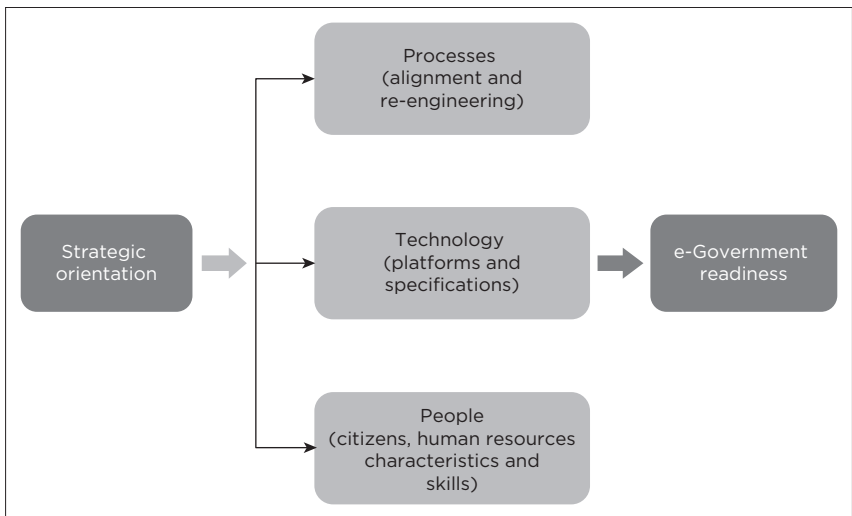 Processes
(alignment and
re-engineering)
Strategic
orientation
Technology
(platforms and
specifications)
e-Government
readiness
People
(citizens, human resources
characteristics and
skills)